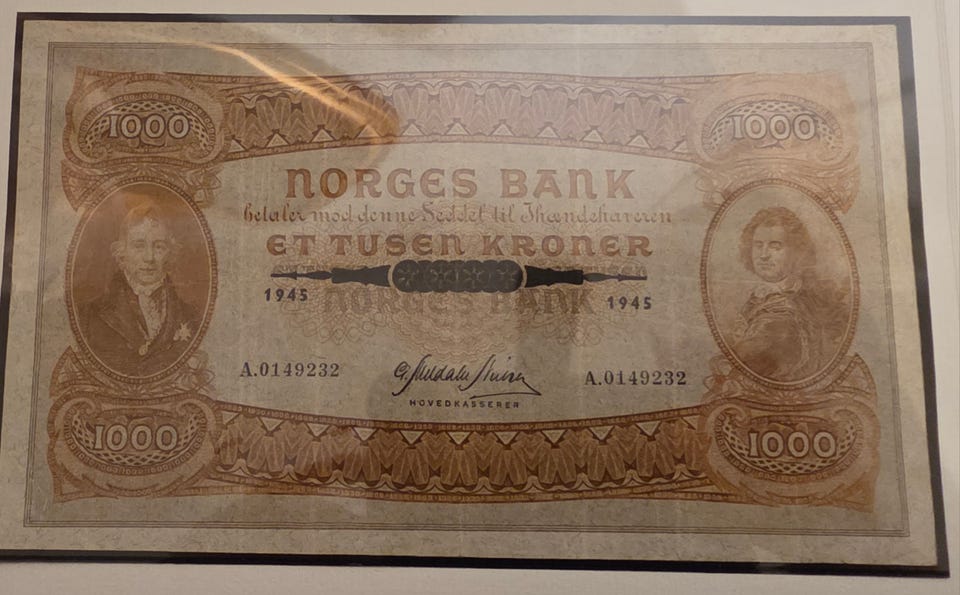 1000 1000
NORGES BANK
betaler mod denne Seddel til Ihændehaveren
ET TUSEN KRONER
1945 NORGES BANK 1945
A.0149232 A.0149232
HOVEDKASSERER
1000 1000